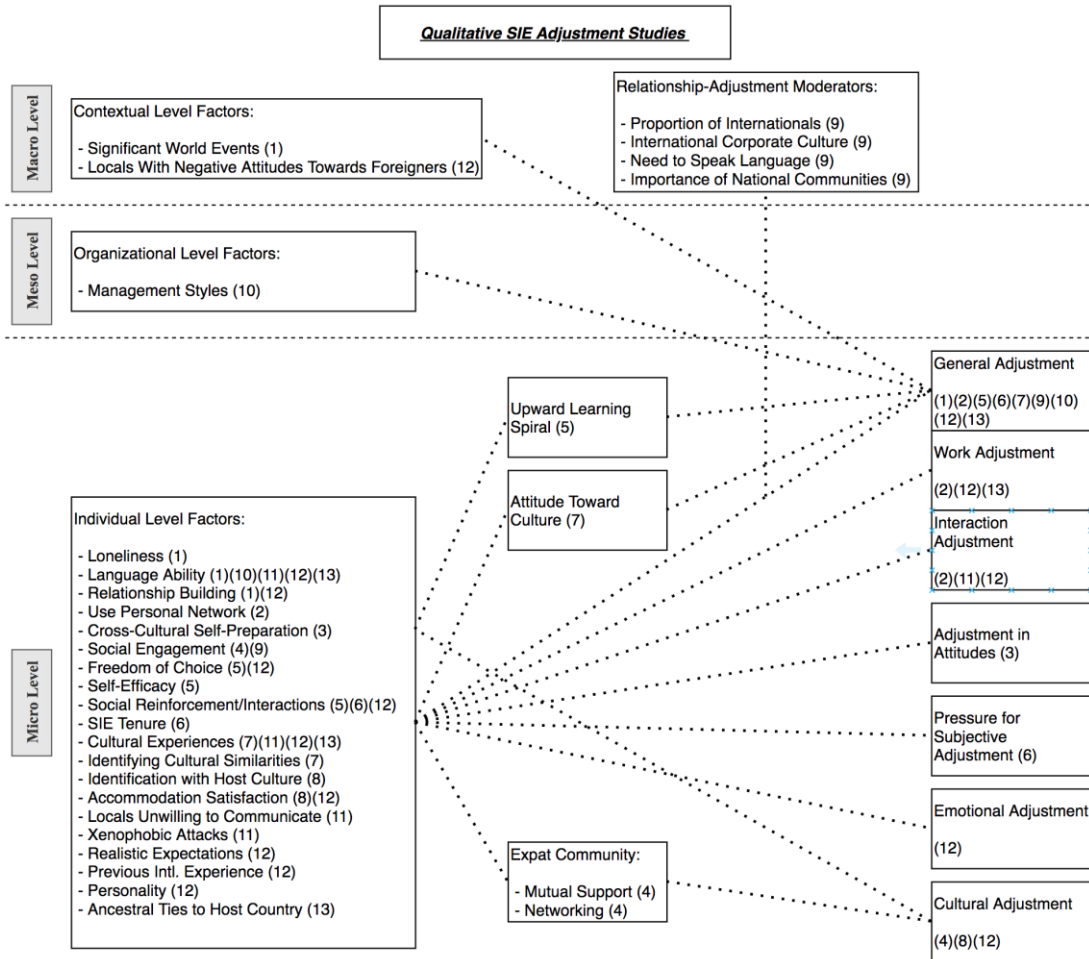 Qualitative SIE Adjustment Studies
Macro Level
Contextual Level Factors:
- Significant World Events (1)
- Locals With Negative Attitudes Towards Foreigners (12)
Relationship-Adjustment Moderators:
- Proportion of Internationals (9)
- International Corporate Culture (9)
- Need to Speak Language (9)
- Importance of National Communities (9)
Meso Level
Organizational Level Factors:
- Management Styles (10)
Micro Level
Individual Level Factors:
- Loneliness (1)
- Language Ability (1)(10)(11)(12)(13)
- Relationship Building (1)(12)
- Use Personal Network (2)
- Cross-Cultural Self-Preparation (3)
- Social Engagement (4)(9)
- Freedom of Choice (5)(12)
- Self-Efficacy (5)
- Social Reinforcement/Interactions (5)(6)(12)
- SIE Tenure (6)
- Cultural Experiences (7)(11)(12)(13)
- Identifying Cultural Similarities (7)
- Identification with Host Culture (8)
- Accommodation Satisfaction (8)(12)
- Locals Unwilling to Communicate (11)
- Xenophobic Attacks (11)
- Realistic Expectations (12)
- Previous Intl. Experience (12)
- Personality (12)
- Ancestral Ties to Host Country (13)
Upward Learning
Spiral (5)
Attitude Toward
Culture (7)
Expat Community:
- Mutual Support (4)
- Networking (4)
General Adjustment
(1)(2)(5)(6)(7)(9)(10)
(12)(13)
Work Adjustment
(2)(12)(13)
Interaction
Adjustment
(2)(11)(12)
Adjustment in
Attitudes (3)
Pressure for
Subjective
Adjustment (6)
Emotional Adjustment
(12)
Cultural Adjustment
(4)(8)(12)